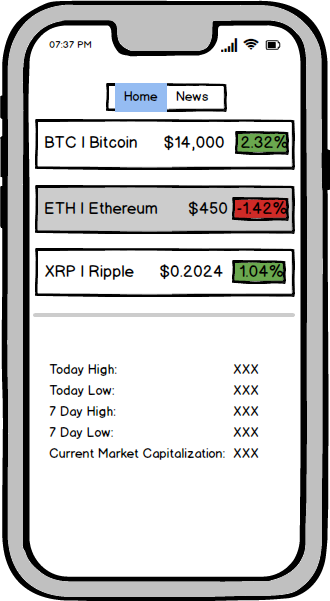 07:37 PM
Home News
BTC | Bitcoin $14,000 2.32%
ETH | Ethereum $450 -1.42%
XRP | Ripple $0.2024 1.04%
Today High: XXX
Today Low: XXX
7 Day High: XXX
7 Day Low: XXX
Current Market Capitalization: XXX